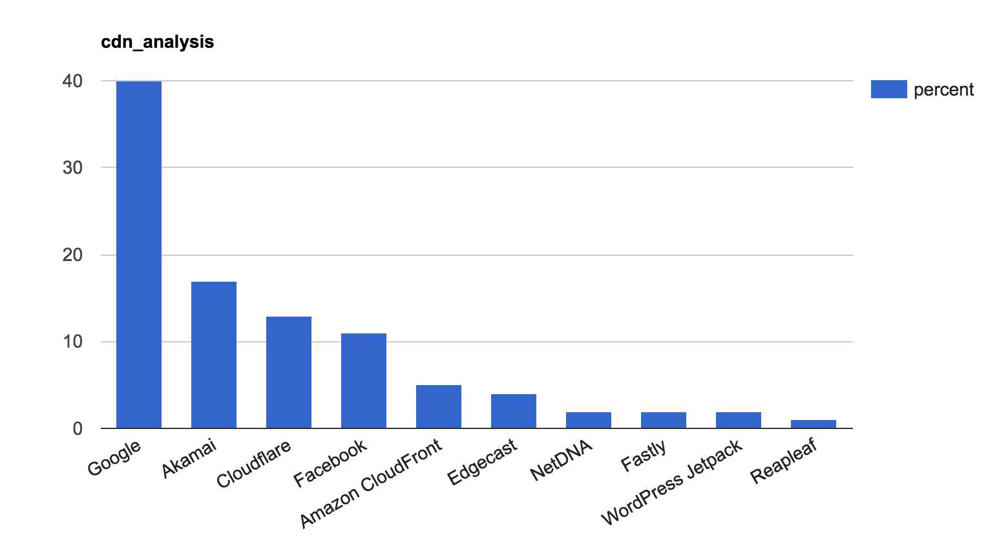 cdn_analysis
40
30
20
10
0
percent
Google
Akamai
Cloudflare
Facebook
Amazon CloudFront
Edgecast
NetDNA
Fastly
WordPress Jetpack
Reapleaf